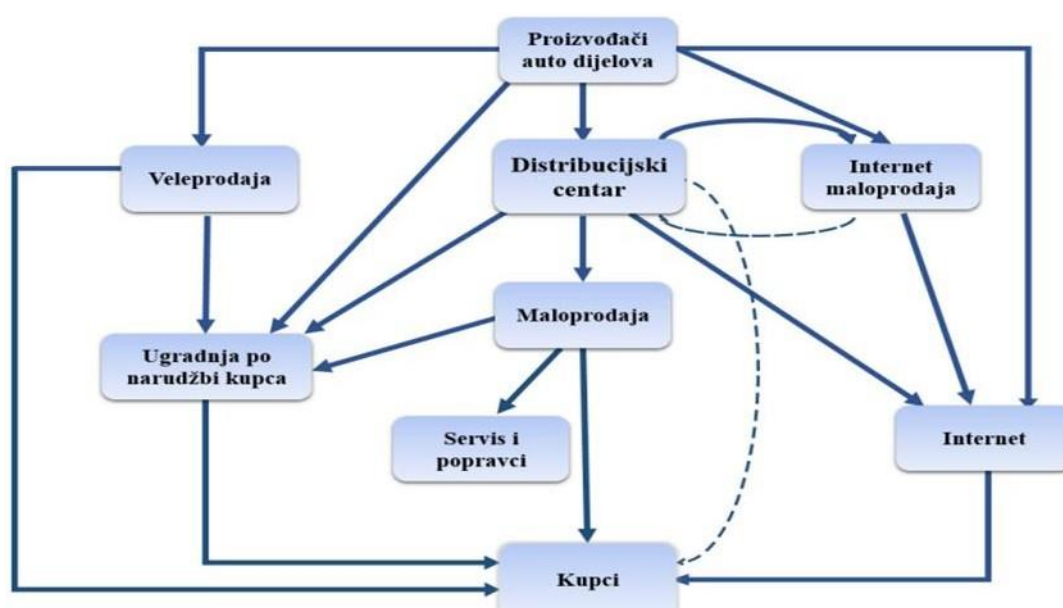 Proizvođači
auto dijelova
Veleprodaja
Distribucijski
centar
Internet
maloprodaja
Maloprodaja
Ugradnja po
narudžbi kupca
Servis i
popravci
Internet
Kupci